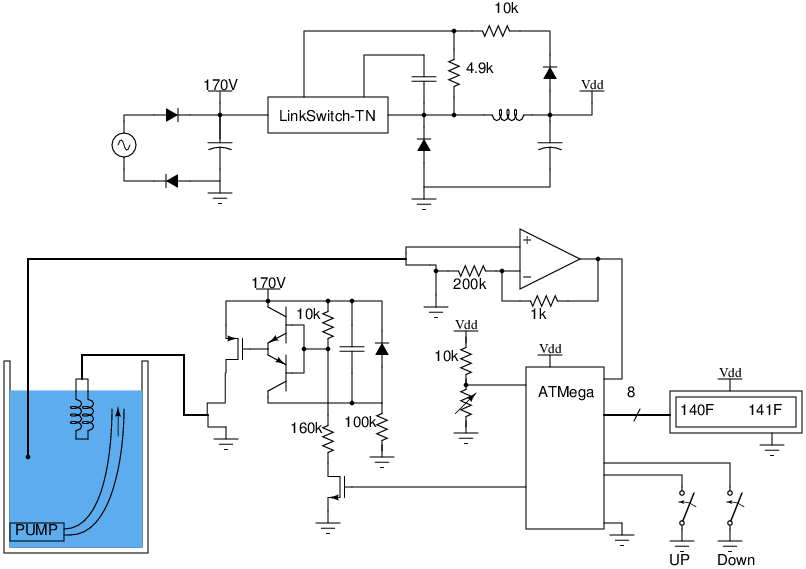 10k
4.9k
170V
Vdd
LinkSwitch-TN
+
−
200k
1k
170V
10k
Vdd
10k
Vdd
ATMega
8
Vdd
140F 141F
160k
100k
PUMP
UP
Down